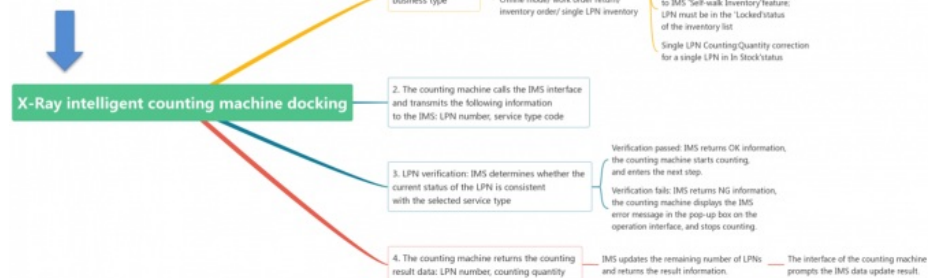 business type
inventory order/ single LPN inventory
to IMS 'Self-walk Inventory'feature;
LPN must be in the 'Locked'status
of the inventory list
Single LPN Counting:Quantity correction
for a single LPN in In Stock'status
X-Ray intelligent counting machine docking
2. The counting machine calls the IMS interface
and transmits the following information
to the IMS: LPN number, service type code
3. LPN verification: IMS determines whether the
current status of the LPN is consistent
with the selected service type
Verification passed: IMS returns OK information,
the counting machine starts counting,
and enters the next step.
Verification fails: IMS returns NG information,
the counting machine displays the IMS
error message in the pop-up box on the
operation interface, and stops counting.
4. The counting machine returns the counting
result data: LPN number, counting quantity
IMS updates the remaining number of LPNs
and returns the result information.
The interface of the counting machine
prompts the IMS data update result.